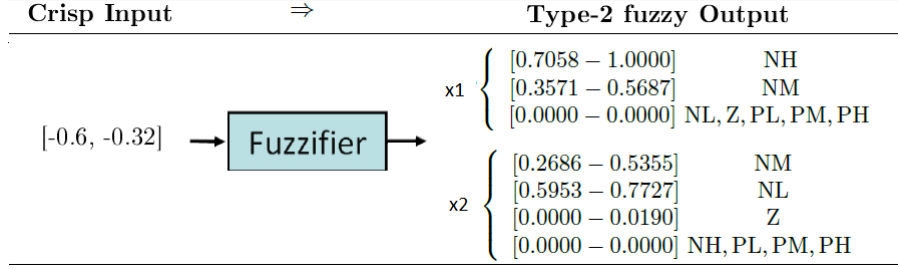 Crisp Input ⇒ Type-2 fuzzy Output
[-0.6, -0.32]
Fuzzifier
x1
[0.7058 − 1.0000] NH
[0.3571 − 0.5687] NM
[0.0000 − 0.0000] NL, Z, PL, PM, PH
x2
[0.2686 − 0.5355] NM
[0.5953 − 0.7727] NL
[0.0000 − 0.0190] Z
[0.0000 − 0.0000] NH, PL, PM, PH